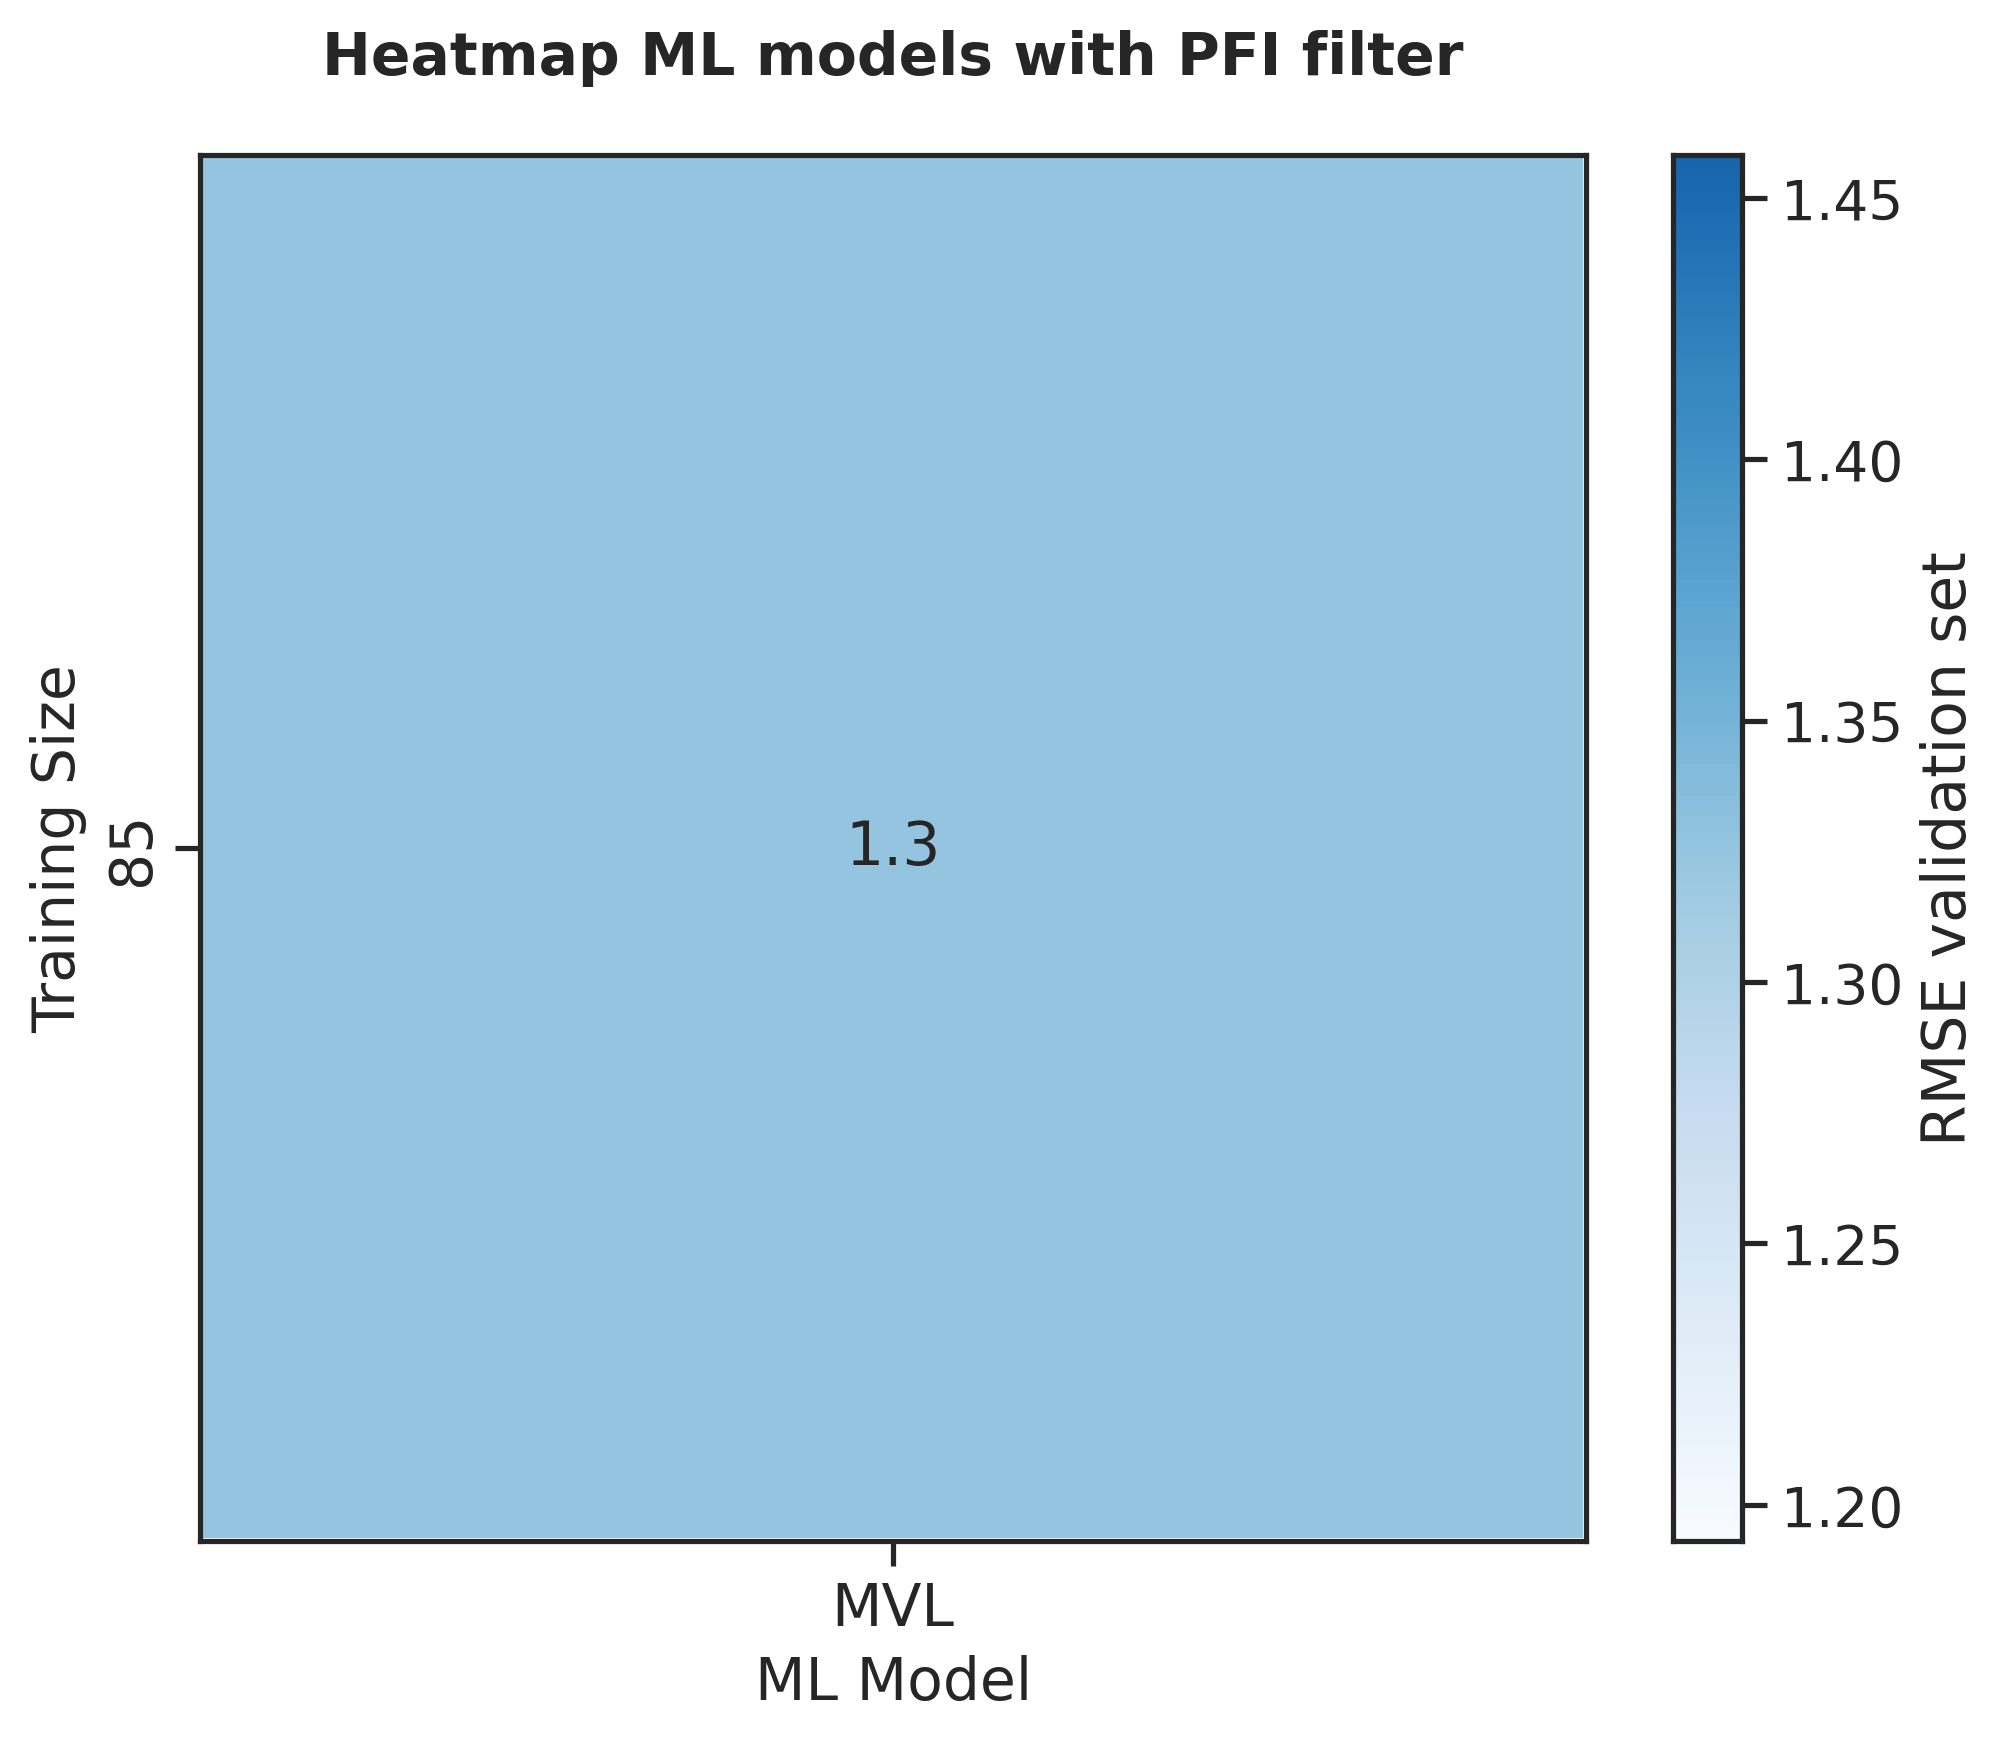 Heatmap ML models with PFI filter
Training Size
85
1.3
MVL
ML Model
1.45
1.40
1.35
1.30
1.25
1.20
RMSE validation set